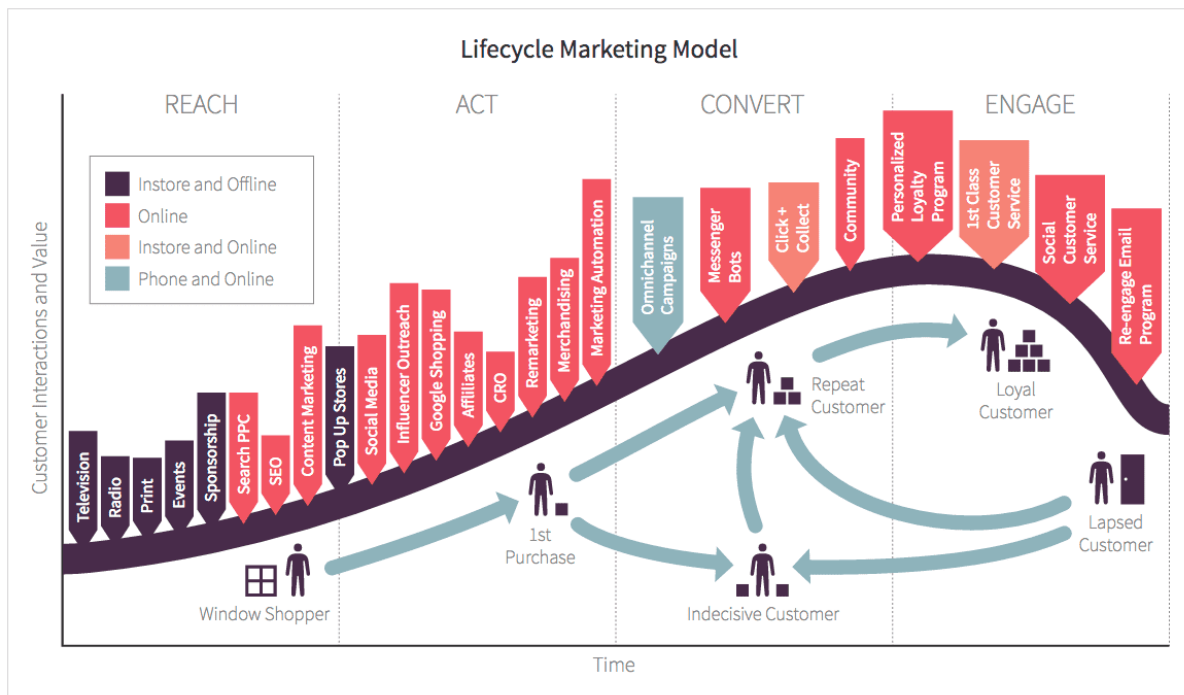 Lifecycle Marketing Model
REACH
ACT
CONVERT
ENGAGE
Instore and Offline
Online
Instore and Online
Phone and Online
Customer Interactions and Value
Television
Radio
Print
Events
Sponsorship
Search PPC
SEO
Content Marketing
Pop Up Stores
Social Media
Influencer Outreach
Google Shopping
Affiliates
CRO
Remarketing
Merchandising
Marketing Automation
Omnichannel
Campaigns
Messenger
Bots
Click +
Collect
Community
Personalized
Loyalty
Program
1st Class
Customer
Service
Social
Customer
Service
Re-engage Email
Program
Window Shopper
1st
Purchase
Repeat
Customer
Indecisive Customer
Loyal
Customer
Lapsed
Customer
Time